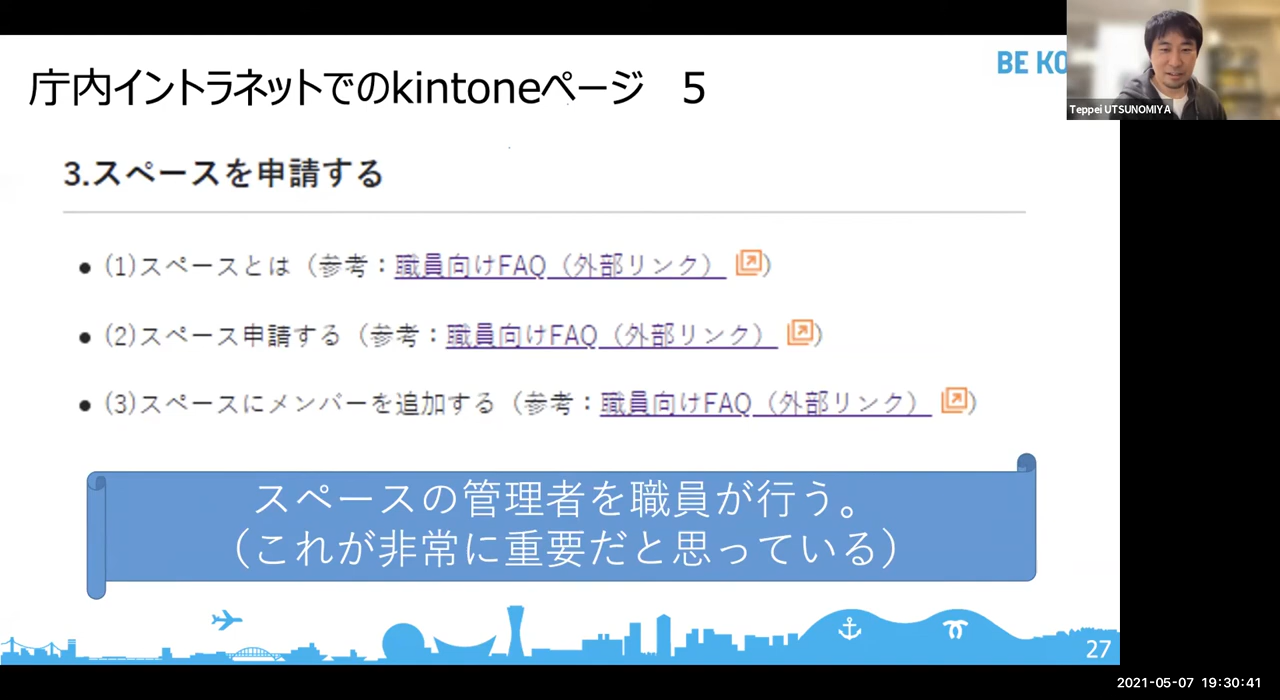 庁内イントラネットでのkintoneページ 5
BE KO
Teppei UTSUNOMIYA
3.スペースを申請する
● (1)スペースとは（参考：職員向けFAQ（外部リンク） ）
● (2)スペース申請する（参考：職員向けFAQ（外部リンク） ）
● (3)スペースにメンバーを追加する（参考：職員向けFAQ（外部リンク） ）
スペースの管理者を職員が行う。
（これが非常に重要だと思っている）
27
2021-05-07 19:30:41